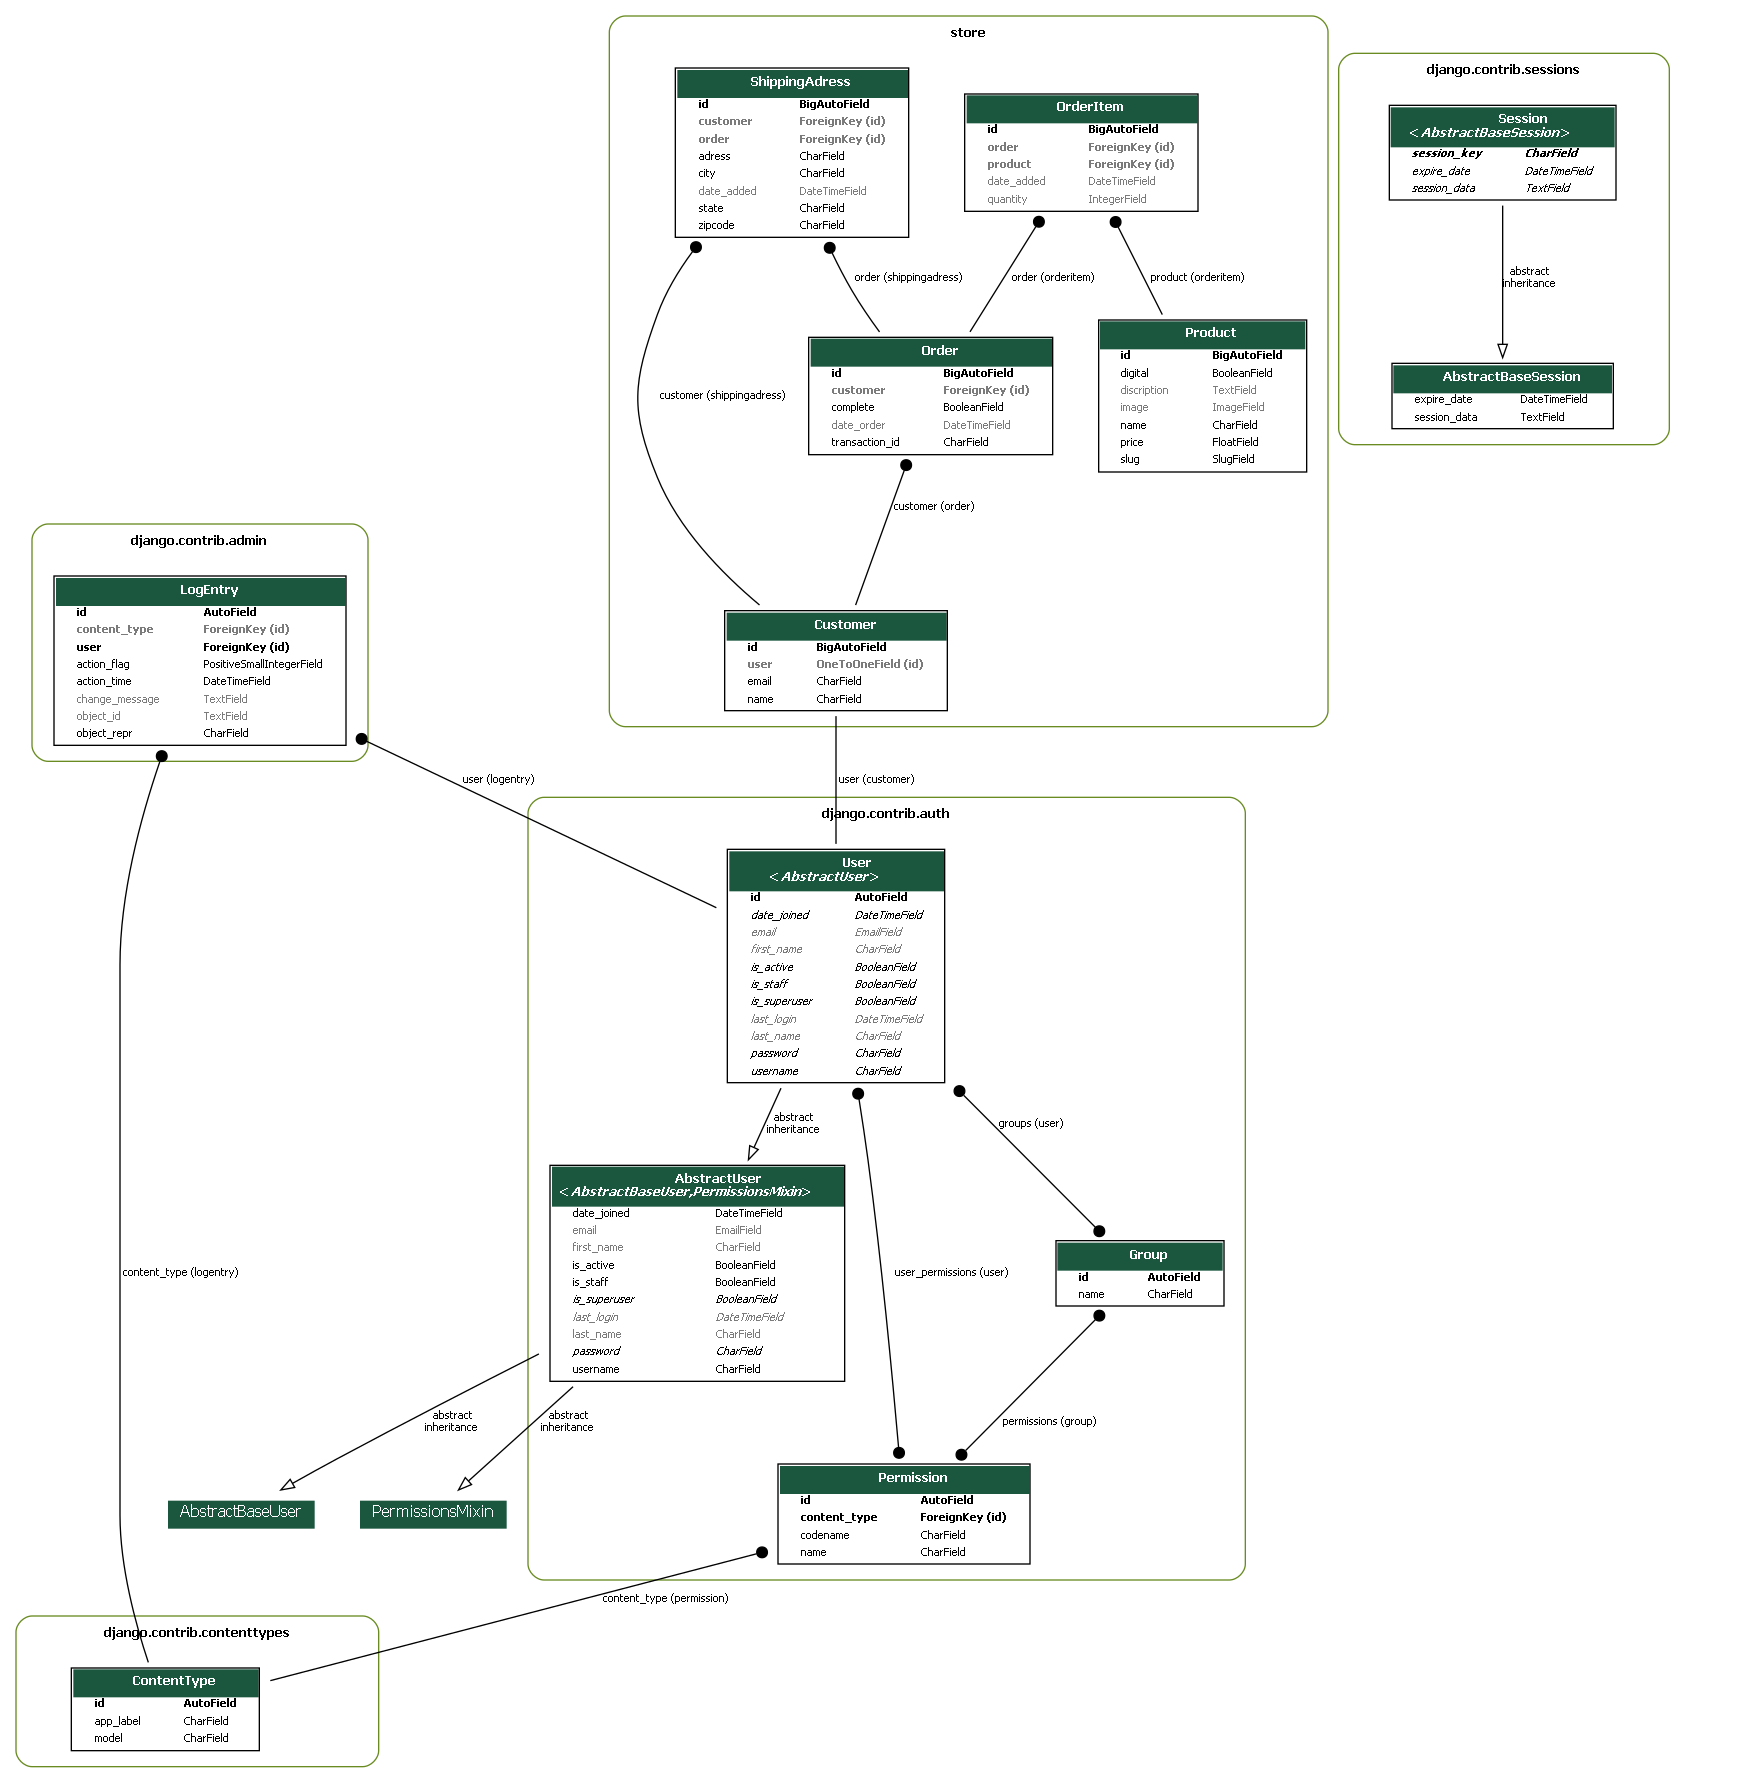 store
ShippingAdress
id BigAutoField
customer ForeignKey (id)
order ForeignKey (id)
adress CharField
city CharField
date_added DateTimeField
state CharField
zipcode CharField
OrderItem
id BigAutoField
order ForeignKey (id)
product ForeignKey (id)
date_added DateTimeField
quantity IntegerField
order (shippingadress)
order (orderitem)
product (orderitem)
customer (shippingadress)
Order
id BigAutoField
customer ForeignKey (id)
complete BooleanField
date_order DateTimeField
transaction_id CharField
Product
id BigAutoField
digital BooleanField
discription TextField
image ImageField
name CharField
price FloatField
slug SlugField
customer (order)
Customer
id BigAutoField
user OneToOneField (id)
email CharField
name CharField
django.contrib.sessions
Session
<AbstractBaseSession>
session_key CharField
expire_date DateTimeField
session_data TextField
abstract
inheritance
AbstractBaseSession
expire_date DateTimeField
session_data TextField
django.contrib.admin
LogEntry
id AutoField
content_type ForeignKey (id)
user ForeignKey (id)
action_flag PositiveSmallIntegerField
action_time DateTimeField
change_message TextField
object_id TextField
object_repr CharField
user (logentry)
user (customer)
django.contrib.auth
User
<AbstractUser>
id AutoField
date_joined DateTimeField
email EmailField
first_name CharField
is_active BooleanField
is_staff BooleanField
is_superuser BooleanField
last_login DateTimeField
last_name CharField
password CharField
username CharField
abstract
inheritance
groups (user)
AbstractUser
<AbstractBaseUser,PermissionsMixin>
date_joined DateTimeField
email EmailField
first_name CharField
is_active BooleanField
is_staff BooleanField
is_superuser BooleanField
last_login DateTimeField
last_name CharField
password CharField
username CharField
user_permissions (user)
Group
id AutoField
name CharField
content_type (logentry)
abstract
inheritance
abstract
inheritance
permissions (group)
AbstractBaseUser
PermissionsMixin
Permission
id AutoField
content_type ForeignKey (id)
codename CharField
name CharField
content_type (permission)
django.contrib.contenttypes
ContentType
id AutoField
app_label CharField
model CharField